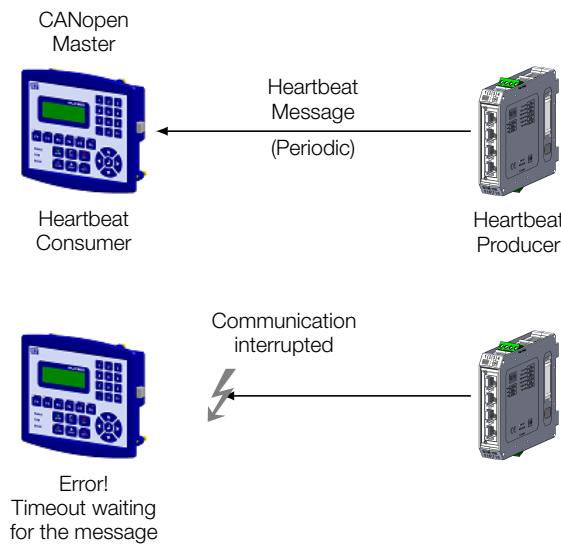 CANopen
Master
Heartbeat
Message
(Periodic)
Heartbeat
Consumer
Heartbeat
Producer
Communication
interrupted
Error!
Timeout waiting
for the message